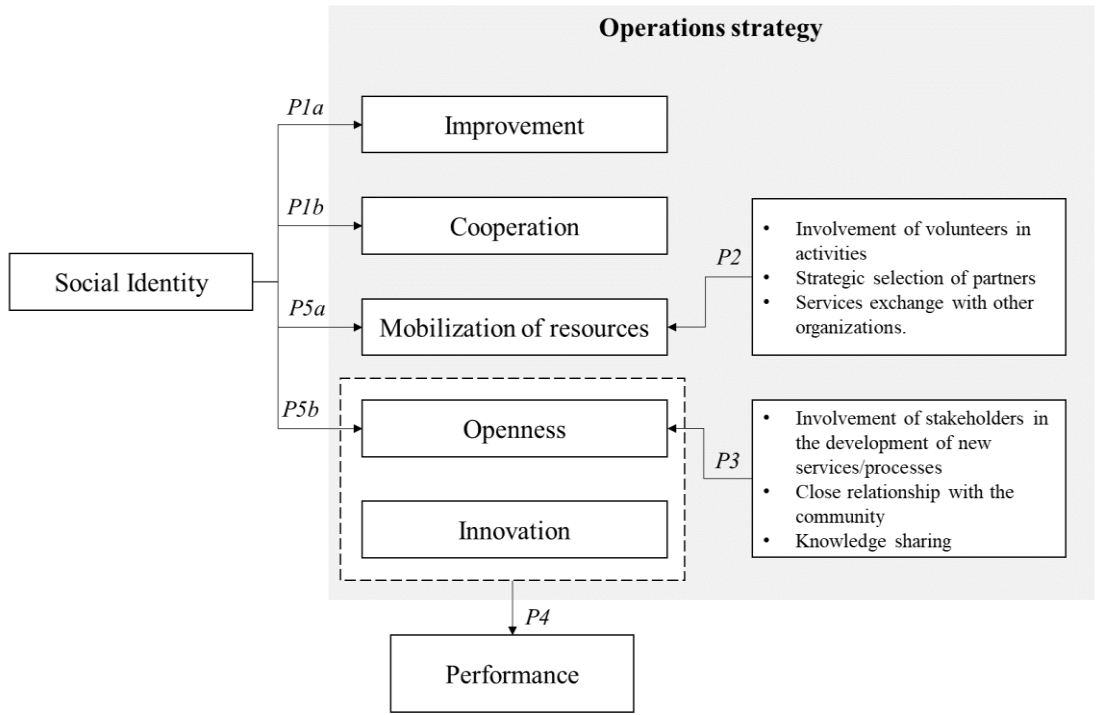 Operations strategy
P1a
Improvement
P1b
Cooperation
Social Identity
P5a
Mobilization of resources
P2
• Involvement of volunteers in
activities
• Strategic selection of partners
• Services exchange with other
organizations.
P5b
Openness
Innovation
P3
• Involvement of stakeholders in
the development of new
services/processes
• Close relationship with the
community
• Knowledge sharing
P4
Performance